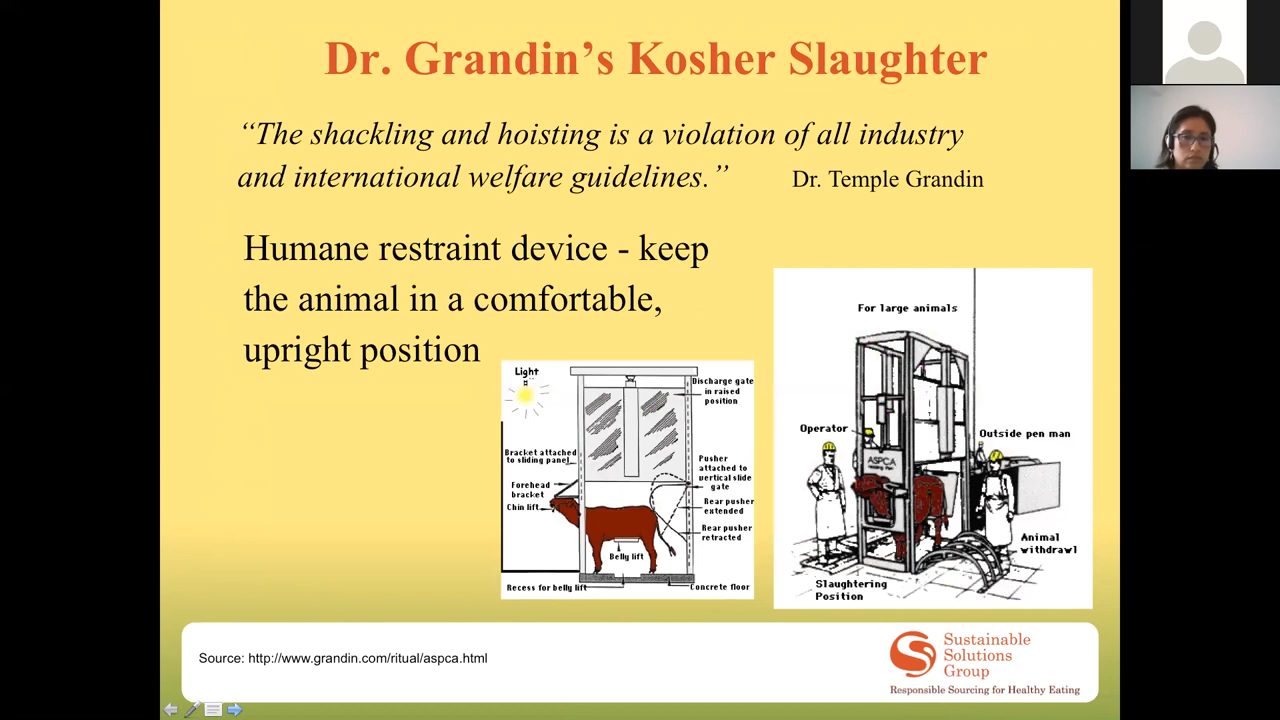 Dr. Grandin’s Kosher Slaughter
“The shackling and hoisting is a violation of all industry
and international welfare guidelines.” Dr. Temple Grandin
Humane restraint device - keep
the animal in a comfortable,
upright position
Light
Discharge gate
in raised
position
Bracket attached
to sliding panel
Pusher
attached to
vertical slide
gate
Forehead
bracket
Chin lift
Rear pusher
extended
Rear pusher
retracted
Belly lift
Recess for belly lift
Concrete floor
For large animals
Operator
Outside pen man
ASPCA
Animal
withdrawl
Slaughtering
Position
Source: http://www.grandin.com/ritual/aspca.html
Sustainable
Solutions
Group
Responsible Sourcing for Healthy Eating